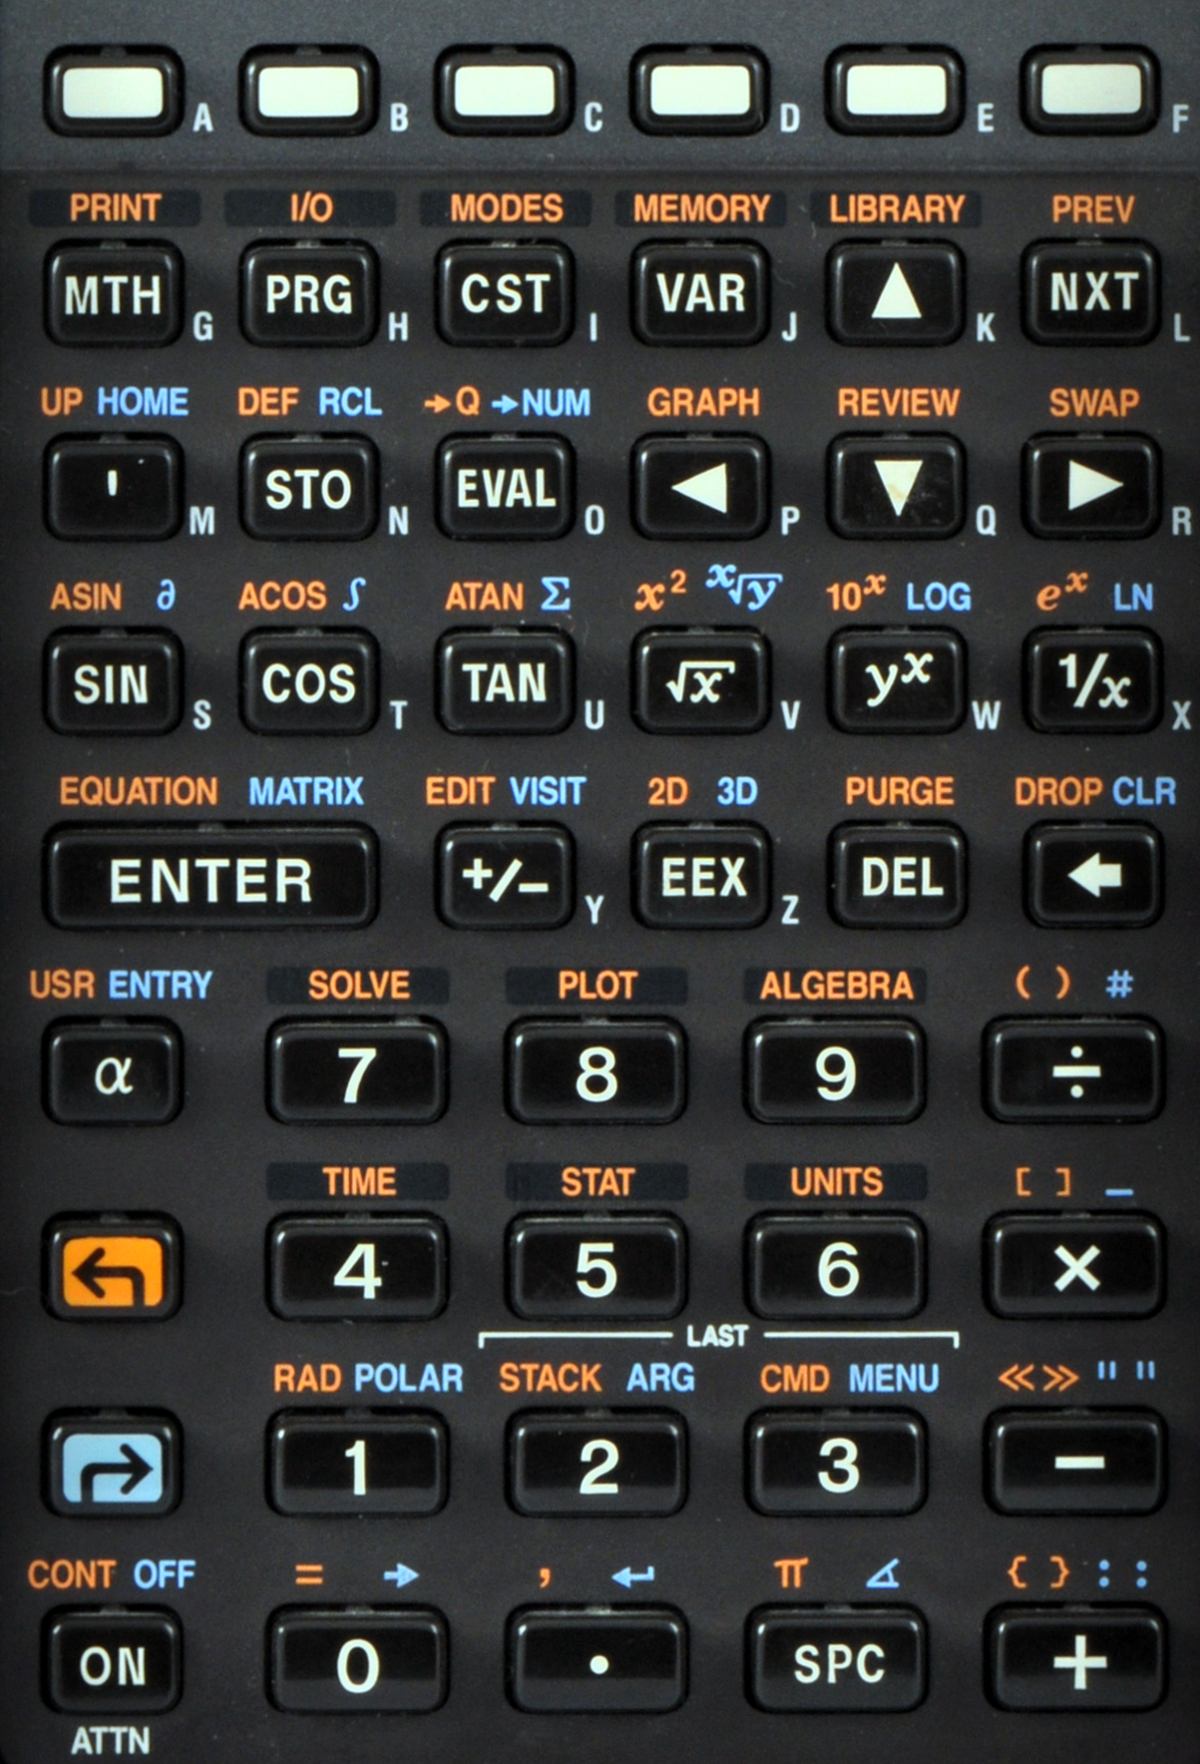 A B C D E F
PRINT I/O MODES MEMORY LIBRARY PREV
MTH G PRG H CST I VAR J ▲ K NXT L
UP HOME DEF RCL →Q →NUM GRAPH REVIEW SWAP
' M STO N EVAL O ◀ P ▼ Q ▶ R
ASIN ∂ ACOS ∫ ATAN Σ x² ˣ√y 10ˣ LOG eˣ LN
SIN S COS T TAN U √x V yˣ W 1/x X
EQUATION MATRIX EDIT VISIT 2D 3D PURGE DROP CLR
ENTER +/− Y EEX Z DEL ←
USR ENTRY SOLVE PLOT ALGEBRA ( ) #
α 7 8 9 ÷
TIME STAT UNITS [ ] _
↰ 4 5 6 ×
LAST
RAD POLAR STACK ARG CMD MENU «» " "
↱ 1 2 3 −
CONT OFF = → , ↵ π ∡ { } : :
ON 0 . SPC +
ATTN